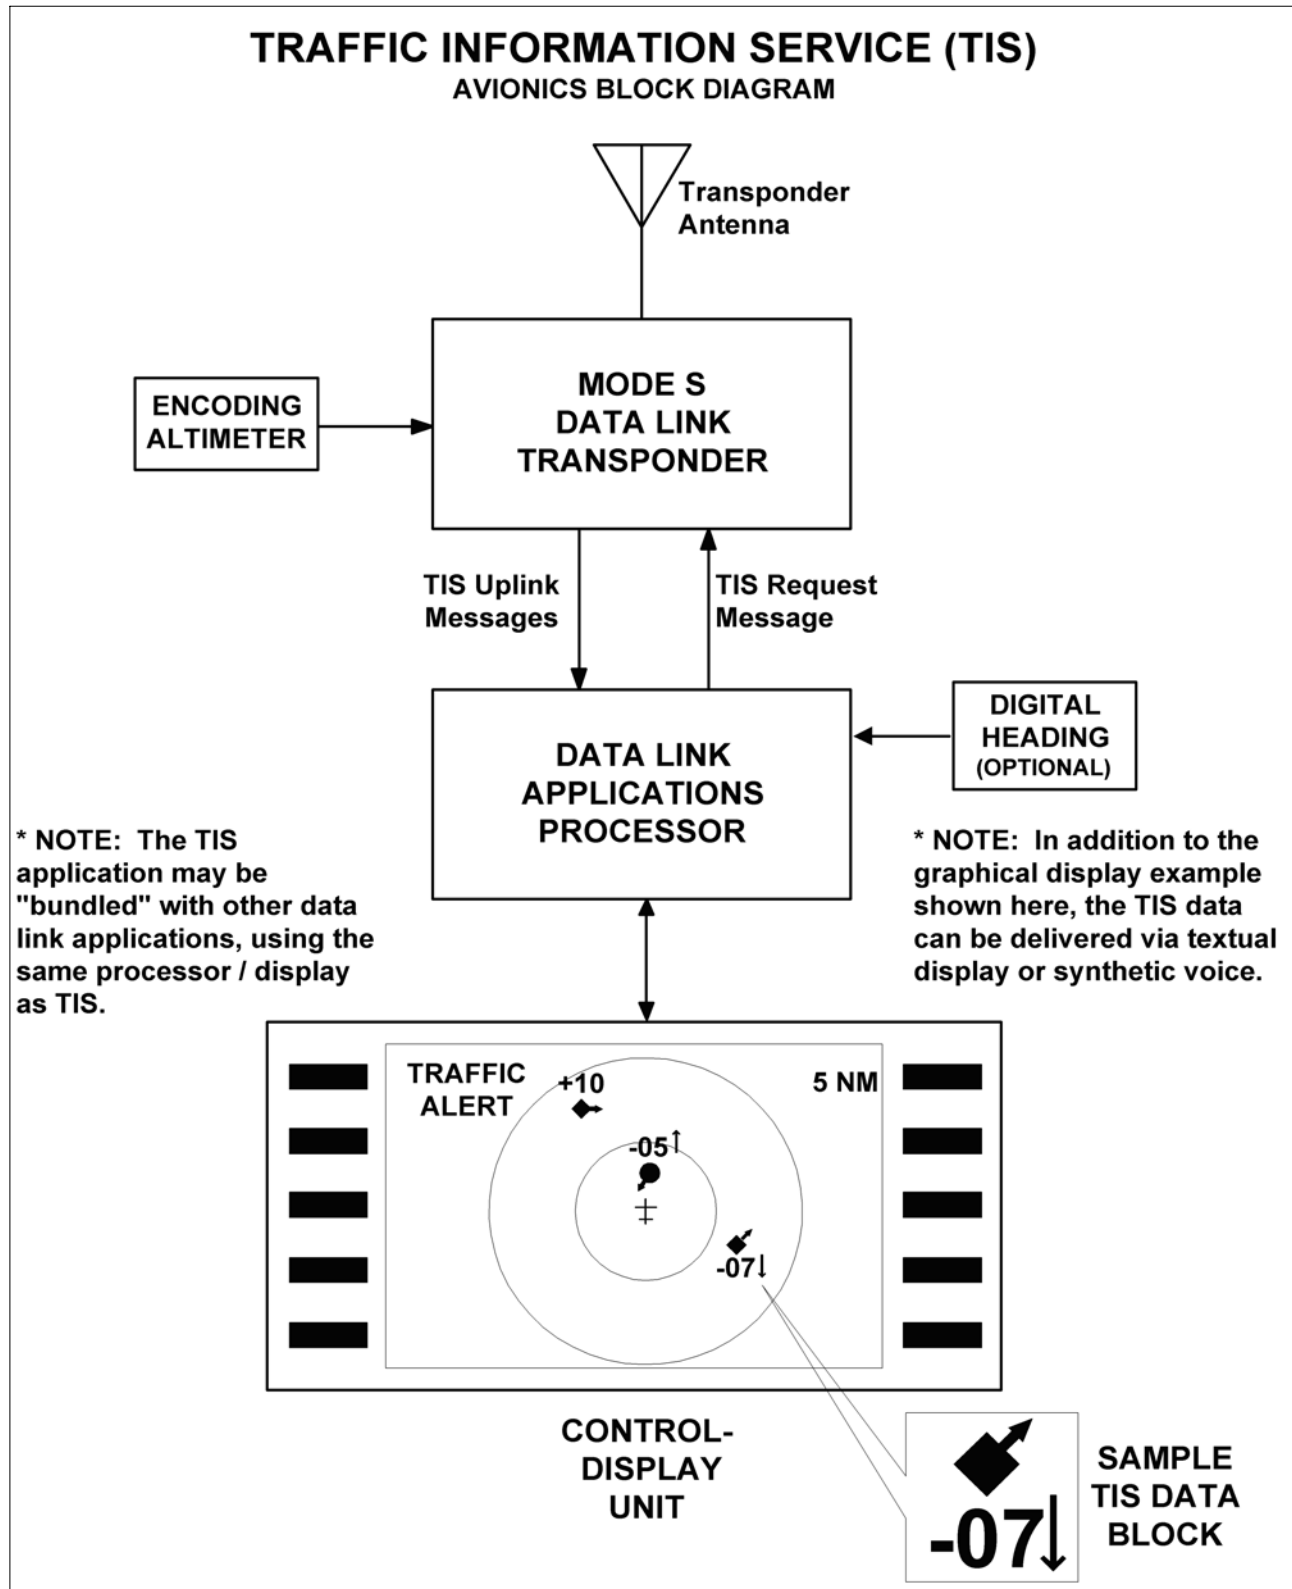 TRAFFIC INFORMATION SERVICE (TIS)
AVIONICS BLOCK DIAGRAM
Transponder
Antenna
MODE S
DATA LINK
TRANSPONDER
ENCODING
ALTIMETER
TIS Uplink
Messages
TIS Request
Message
DATA LINK
APPLICATIONS
PROCESSOR
DIGITAL
HEADING
(OPTIONAL)
* NOTE:  The TIS
application may be
"bundled" with other data
link applications, using the
same processor / display
as TIS.
* NOTE:  In addition to the
graphical display example
shown here, the TIS data
can be delivered via textual
display or synthetic voice.
TRAFFIC
ALERT
+10
5 NM
-05↑
-07↓
CONTROL-
DISPLAY
UNIT
-07↓
SAMPLE
TIS DATA
BLOCK